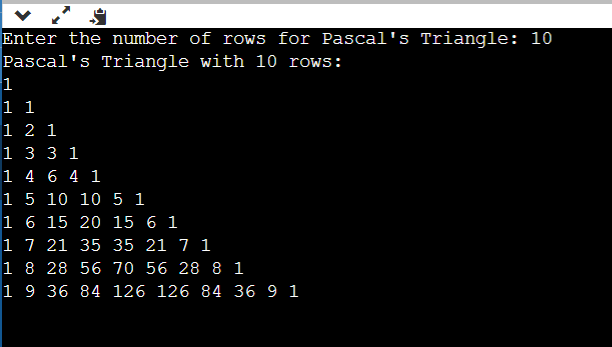 Enter the number of rows for Pascal's Triangle: 10
Pascal's Triangle with 10 rows:
1
1 1
1 2 1
1 3 3 1
1 4 6 4 1
1 5 10 10 5 1
1 6 15 20 15 6 1
1 7 21 35 35 21 7 1
1 8 28 56 70 56 28 8 1
1 9 36 84 126 126 84 36 9 1